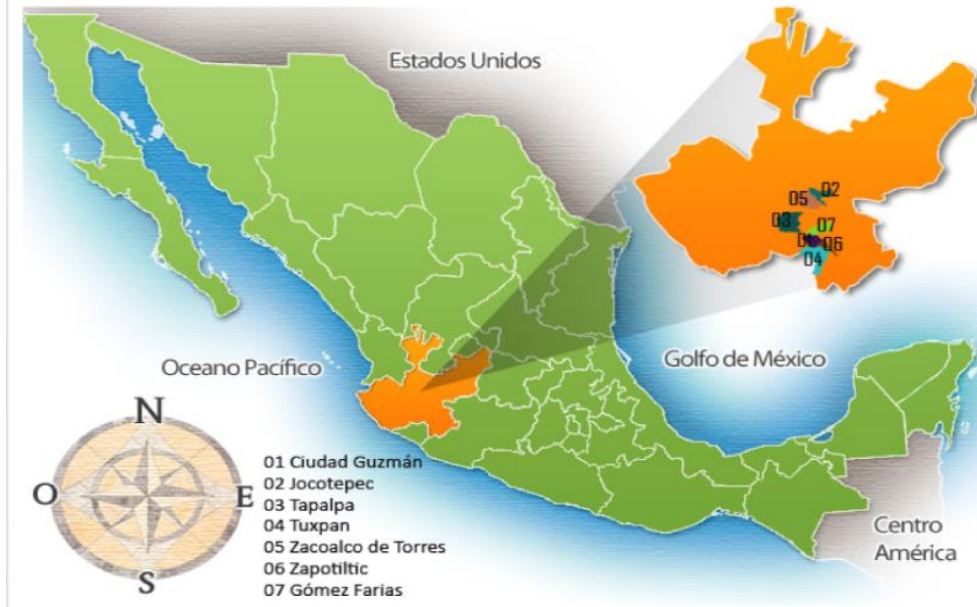 Estados Unidos
02
05
03
07
01
06
04
Oceano Pacífico
Golfo de México
N
O
E
S
01 Ciudad Guzmán
02 Jocotepec
03 Tapalpa
04 Tuxpan
05 Zacoalco de Torres
06 Zapotiltic
07 Gómez Farias
Centro
América